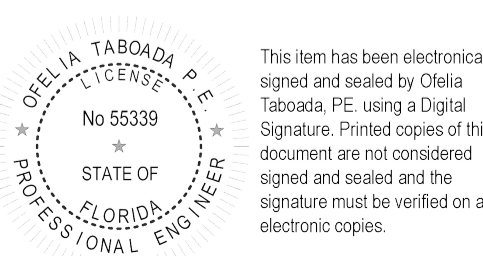 OFELIA TABOADA P.E.
LICENSE
No 55339
STATE OF
FLORIDA
PROFESSIONAL ENGINEER
This item has been electronica
signed and sealed by Ofelia
Taboada, PE. using a Digital
Signature. Printed copies of thi
document are not considered
signed and sealed and the
signature must be verified on a
electronic copies.